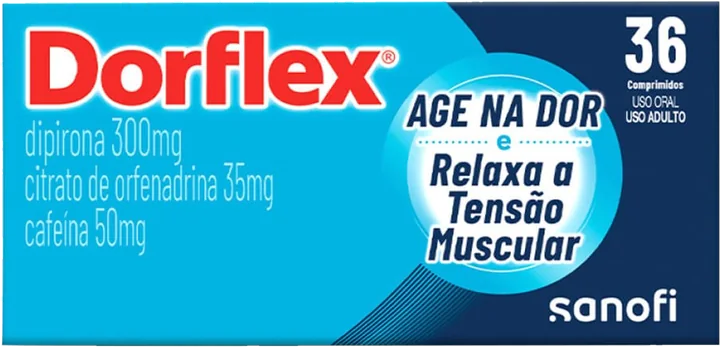 Dorflex®
dipirona 300mg
citrato de orfenadrina 35mg
cafeína 50mg
AGE NA DOR
e
Relaxa a
Tensão
Muscular
36
Comprimidos
USO ORAL
USO ADULTO
sanofi